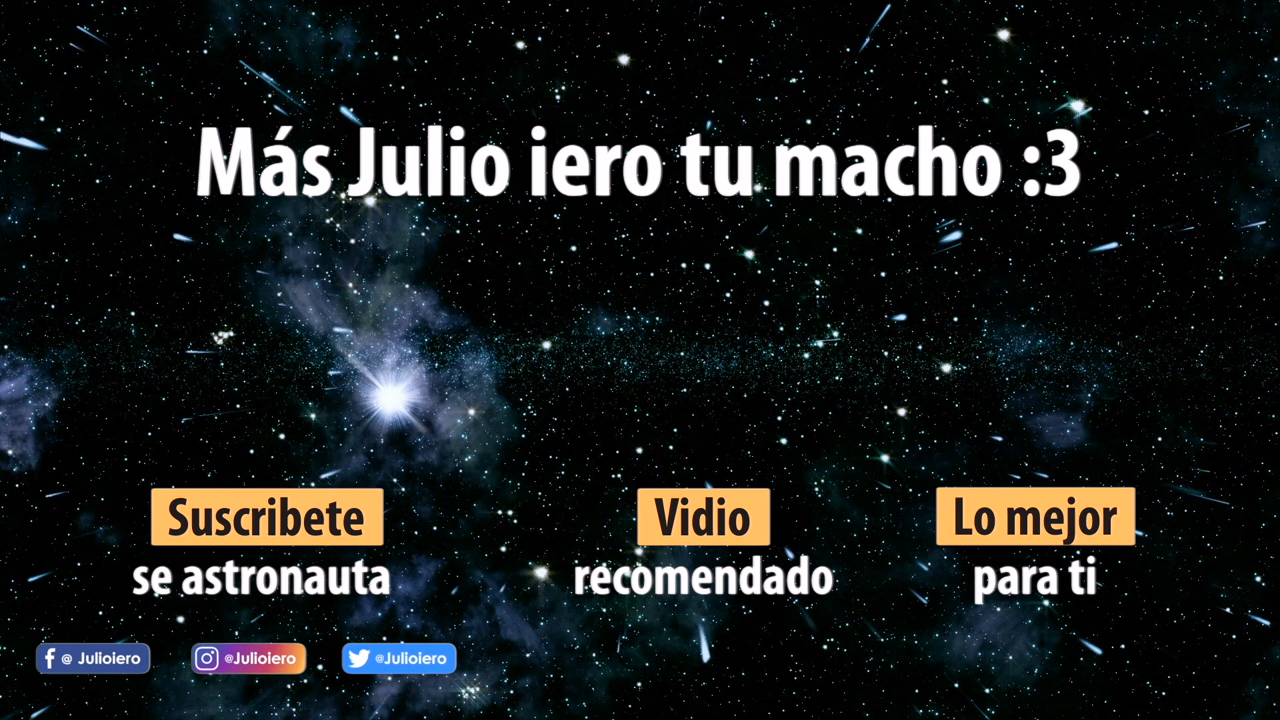 Más Julio iero tu macho :3
Suscribete
se astronauta
Vidio
recomendado
Lo mejor
para ti
@ Julioiero
@Julioiero
@Julioiero